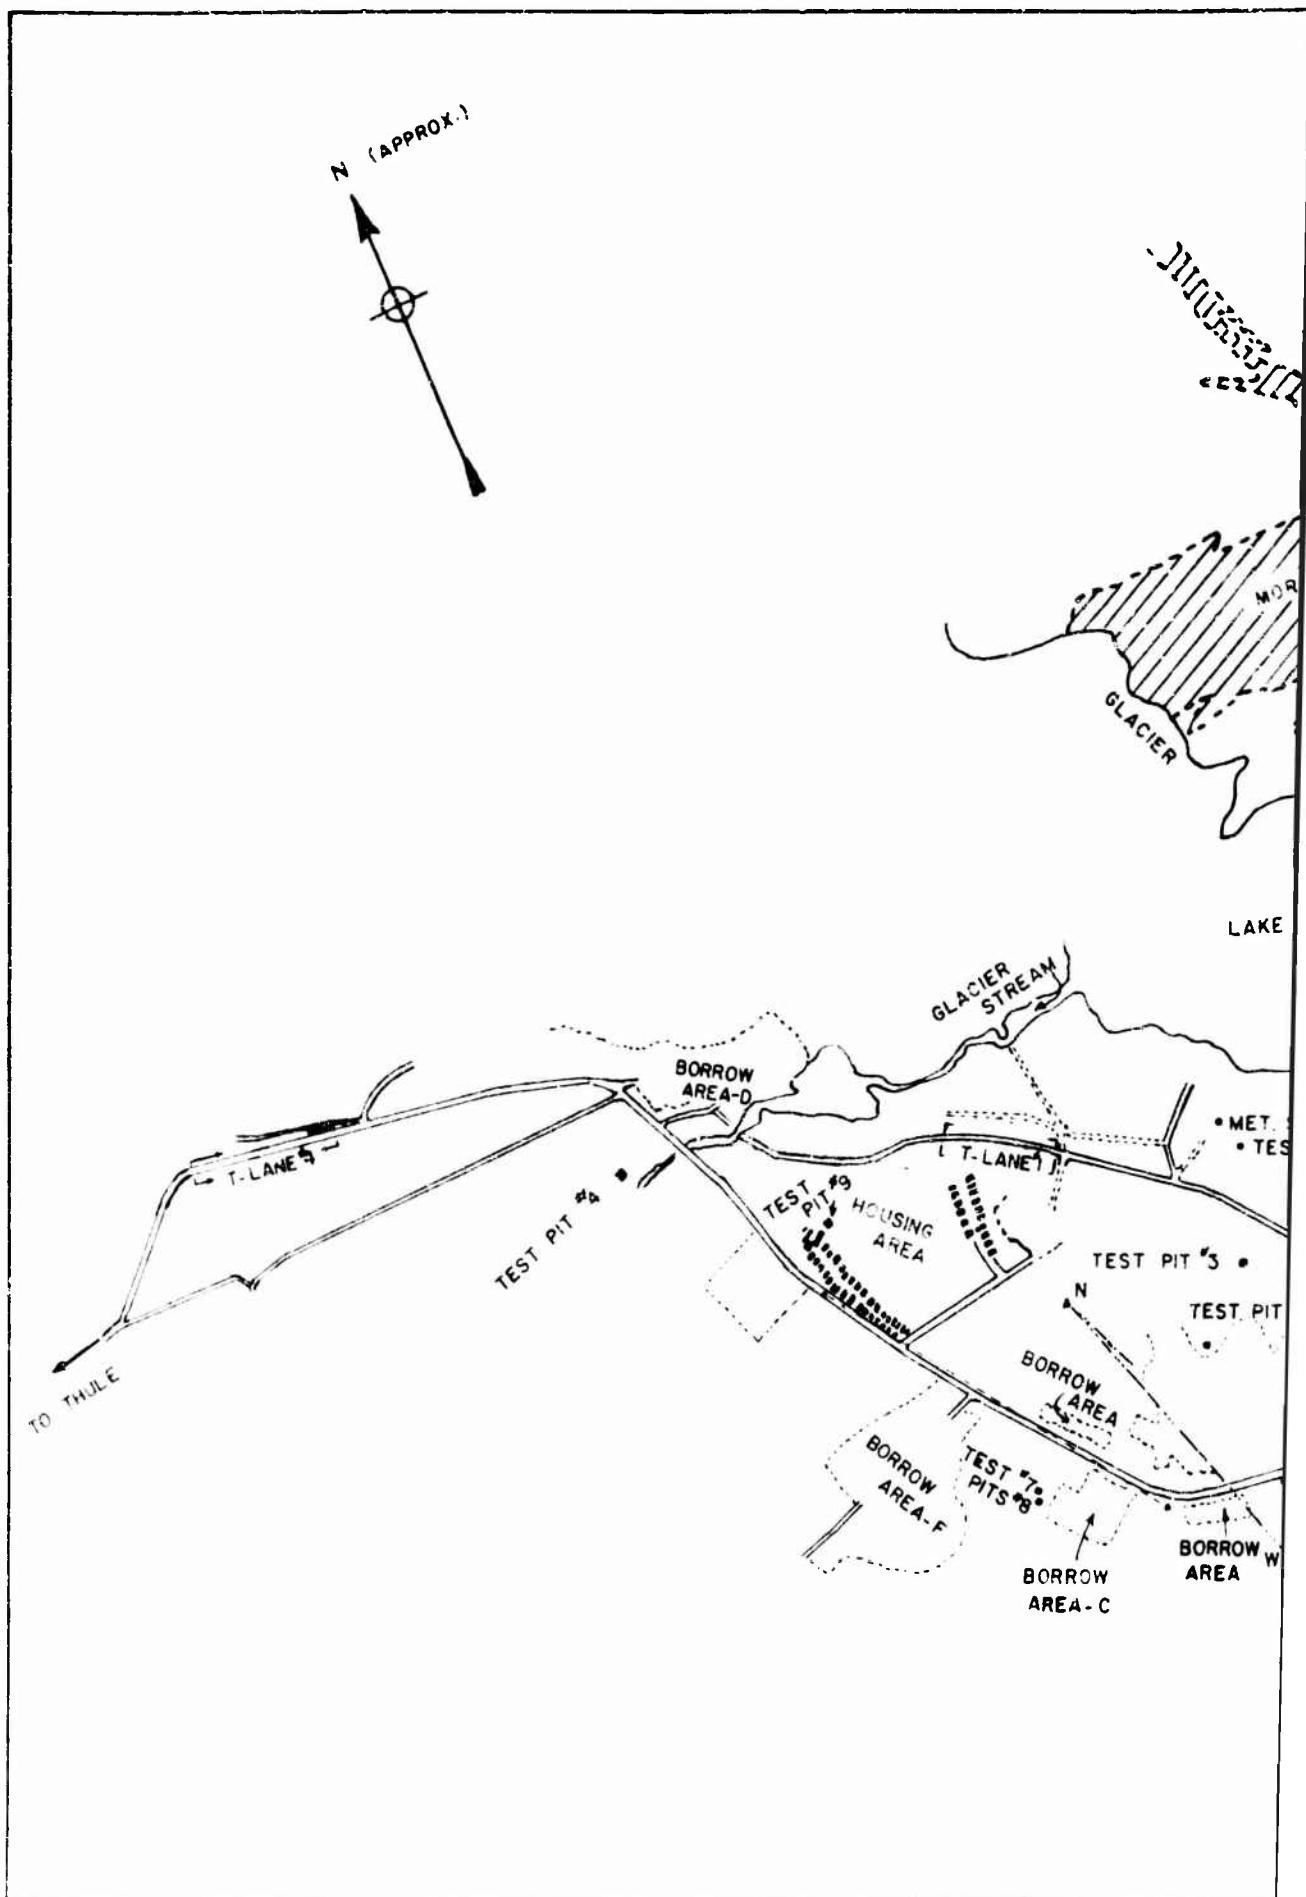 N (APPROX.)
MOR
GLACIER
LAKE
GLACIER
STREAM
BORROW
AREA-D
MET.
TES
T-LANE
T-LANE 1
TEST PIT #4
TEST
PIT #9
HOUSING
AREA
TEST PIT #3
N
TEST PIT
TO THULE
BORROW
AREA
BORROW
AREA-F
TEST #7
PITS #8
BORROW
AREA
W
BORROW
AREA-C